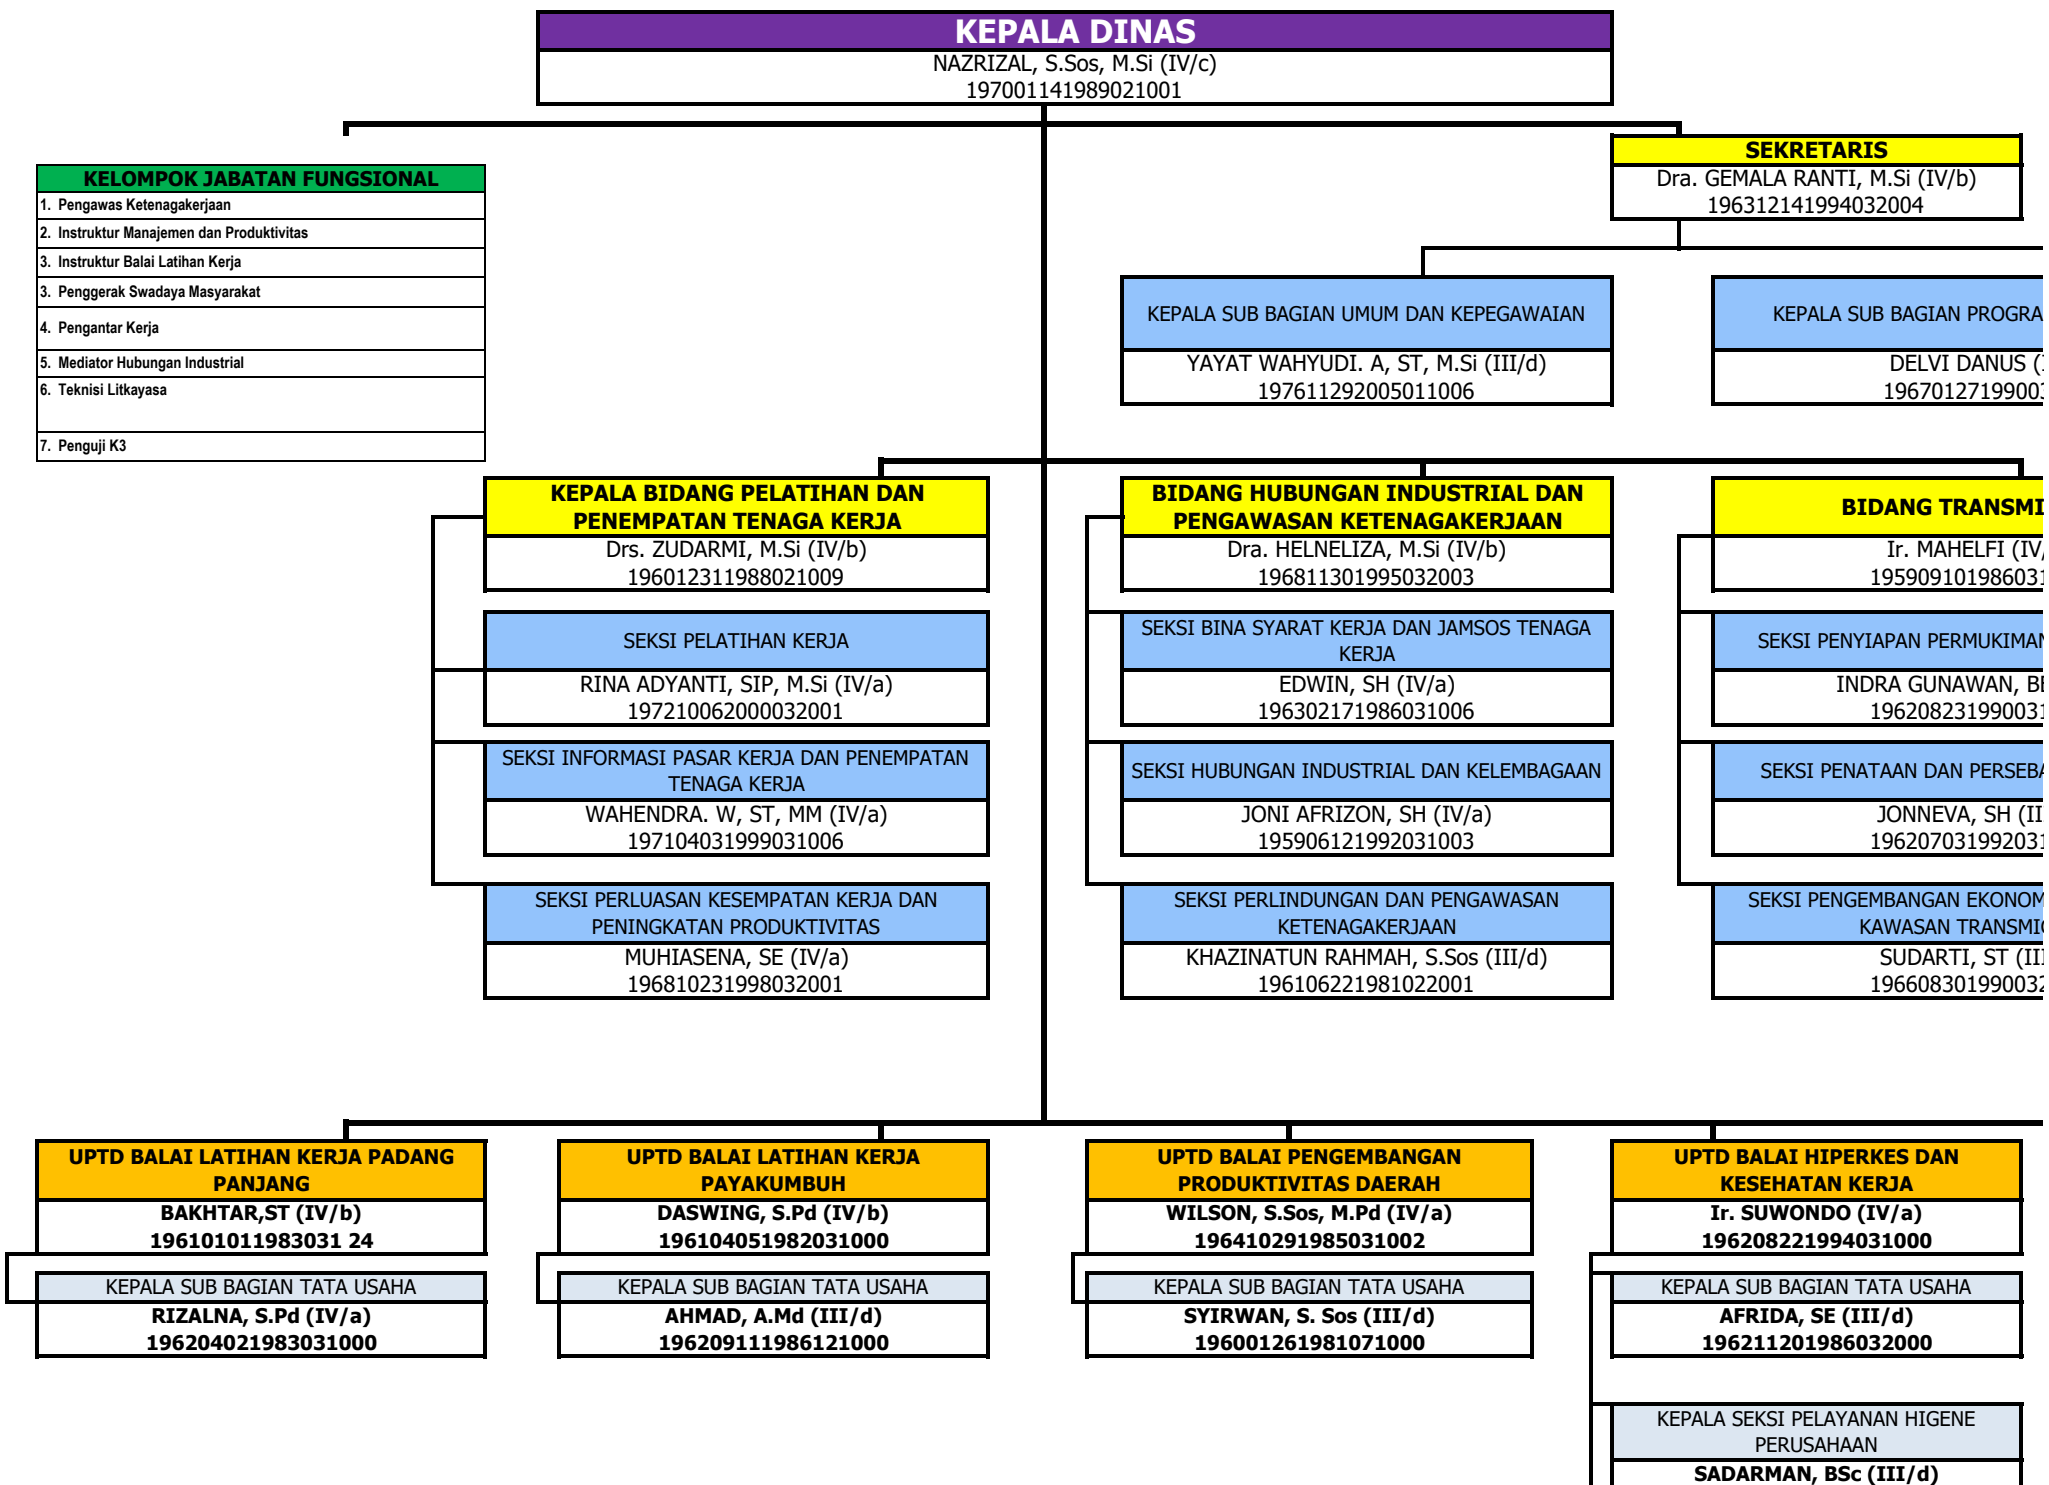 KEPALA DINAS
NAZRIZAL, S.Sos, M.Si (IV/c)
197001141989021001
SEKRETARIS
Dra. GEMALA RANTI, M.Si (IV/b)
196312141994032004
KELOMPOK JABATAN FUNGSIONAL
1. Pengawas Ketenagakerjaan
2. Instruktur Manajemen dan Produktivitas
3. Instruktur Balai Latihan Kerja
3. Penggerak Swadaya Masyarakat
4. Pengantar Kerja
5. Mediator Hubungan Industrial
6. Teknisi Litkayasa
7. Penguji K3
KEPALA SUB BAGIAN UMUM DAN KEPEGAWAIAN
YAYAT WAHYUDI. A, ST, M.Si (III/d)
197611292005011006
KEPALA SUB BAGIAN PROGRA
DELVI DANUS (
1967012719900
KEPALA BIDANG PELATIHAN DAN
PENEMPATAN TENAGA KERJA
Drs. ZUDARMI, M.Si (IV/b)
196012311988021009
SEKSI PELATIHAN KERJA
RINA ADYANTI, SIP, M.Si (IV/a)
197210062000032001
SEKSI INFORMASI PASAR KERJA DAN PENEMPATAN
TENAGA KERJA
WAHENDRA. W, ST, MM (IV/a)
197104031999031006
SEKSI PERLUASAN KESEMPATAN KERJA DAN
PENINGKATAN PRODUKTIVITAS
MUHIASENA, SE (IV/a)
196810231998032001
BIDANG HUBUNGAN INDUSTRIAL DAN
PENGAWASAN KETENAGAKERJAAN
Dra. HELNELIZA, M.Si (IV/b)
196811301995032003
SEKSI BINA SYARAT KERJA DAN JAMSOS TENAGA
KERJA
EDWIN, SH (IV/a)
196302171986031006
SEKSI HUBUNGAN INDUSTRIAL DAN KELEMBAGAAN
JONI AFRIZON, SH (IV/a)
195906121992031003
SEKSI PERLINDUNGAN DAN PENGAWASAN
KETENAGAKERJAAN
KHAZINATUN RAHMAH, S.Sos (III/d)
196106221981022001
BIDANG TRANSMI
Ir. MAHELFI (IV/
19590910198603
SEKSI PENYIAPAN PERMUKIMAN
INDRA GUNAWAN, B
19620823199003
SEKSI PENATAAN DAN PERSEBA
JONNEVA, SH (II
19620703199203
SEKSI PENGEMBANGAN EKONOM
KAWASAN TRANSMI
SUDARTI, ST (III
19660830199003
UPTD BALAI LATIHAN KERJA PADANG
PANJANG
BAKHTAR,ST (IV/b)
196101011983031 24
KEPALA SUB BAGIAN TATA USAHA
RIZALNA, S.Pd (IV/a)
196204021983031000
UPTD BALAI LATIHAN KERJA
PAYAKUMBUH
DASWING, S.Pd (IV/b)
196104051982031000
KEPALA SUB BAGIAN TATA USAHA
AHMAD, A.Md (III/d)
196209111986121000
UPTD BALAI PENGEMBANGAN
PRODUKTIVITAS DAERAH
WILSON, S.Sos, M.Pd (IV/a)
196410291985031002
KEPALA SUB BAGIAN TATA USAHA
SYIRWAN, S. Sos (III/d)
196001261981071000
UPTD BALAI HIPERKES DAN
KESEHATAN KERJA
Ir. SUWONDO (IV/a)
196208221994031000
KEPALA SUB BAGIAN TATA USAHA
AFRIDA, SE (III/d)
196211201986032000
KEPALA SEKSI PELAYANAN HIGENE
PERUSAHAAN
SADARMAN, BSc (III/d)